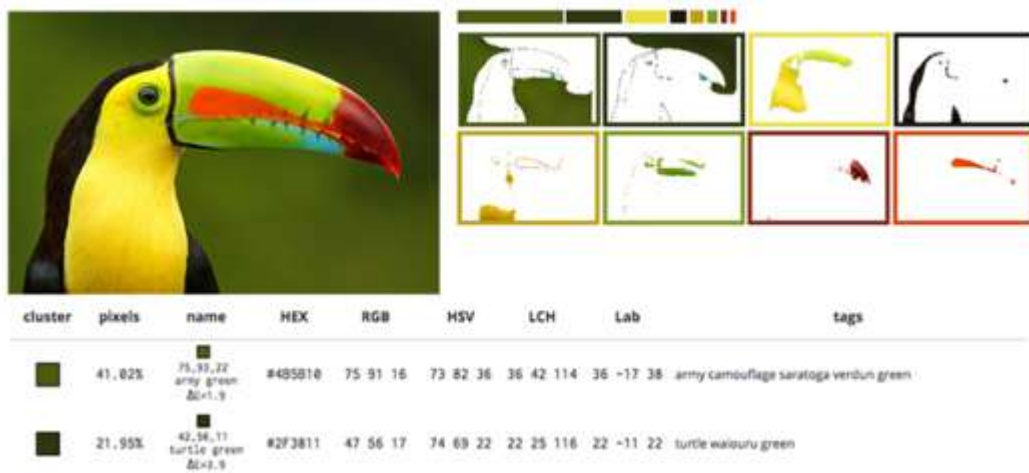 cluster pixels name HEX RGB HSV LCH Lab tags
41.02% 75,93,22 #4B5B10 75 91 16 73 82 36 36 42 114 36 -17 38 army camouflage saratoga verdun green
army green
ΔE=1.9
21.95% 42,56,11 #2F3811 47 56 17 74 69 22 22 25 116 22 -11 22 turtle waiouru green
turtle green
ΔE=3.9